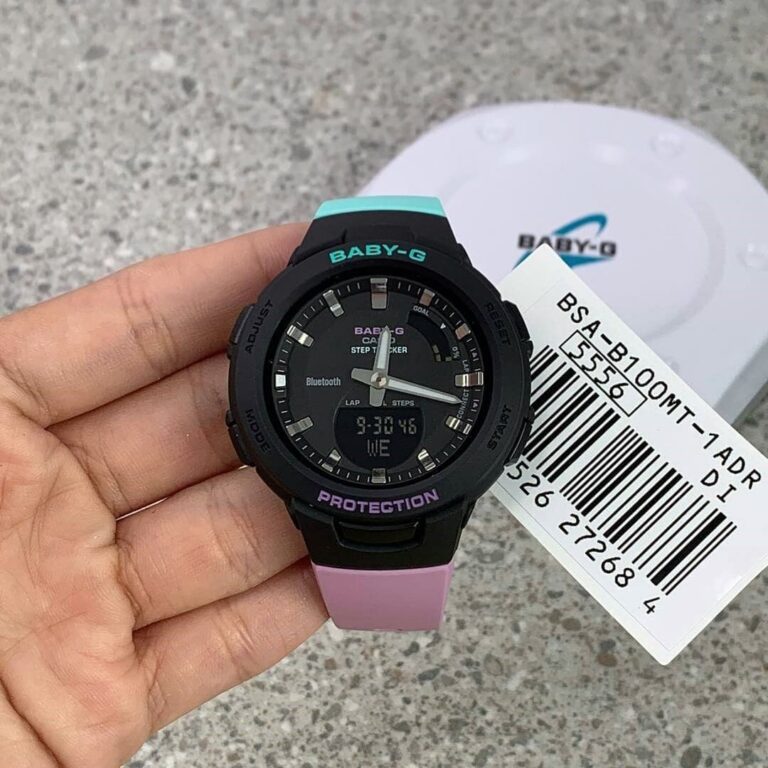 BABY-G
ADJUST
RESET
MODE
START
GOAL
BABY-G
CASIO
STEP TRACKER
0%
Bluetooth
LAP
STEPS
9-30 46
WE
PROTECTION
BABY-G
BSA-B100MT-1ADR
5556
DI
526 27268 4